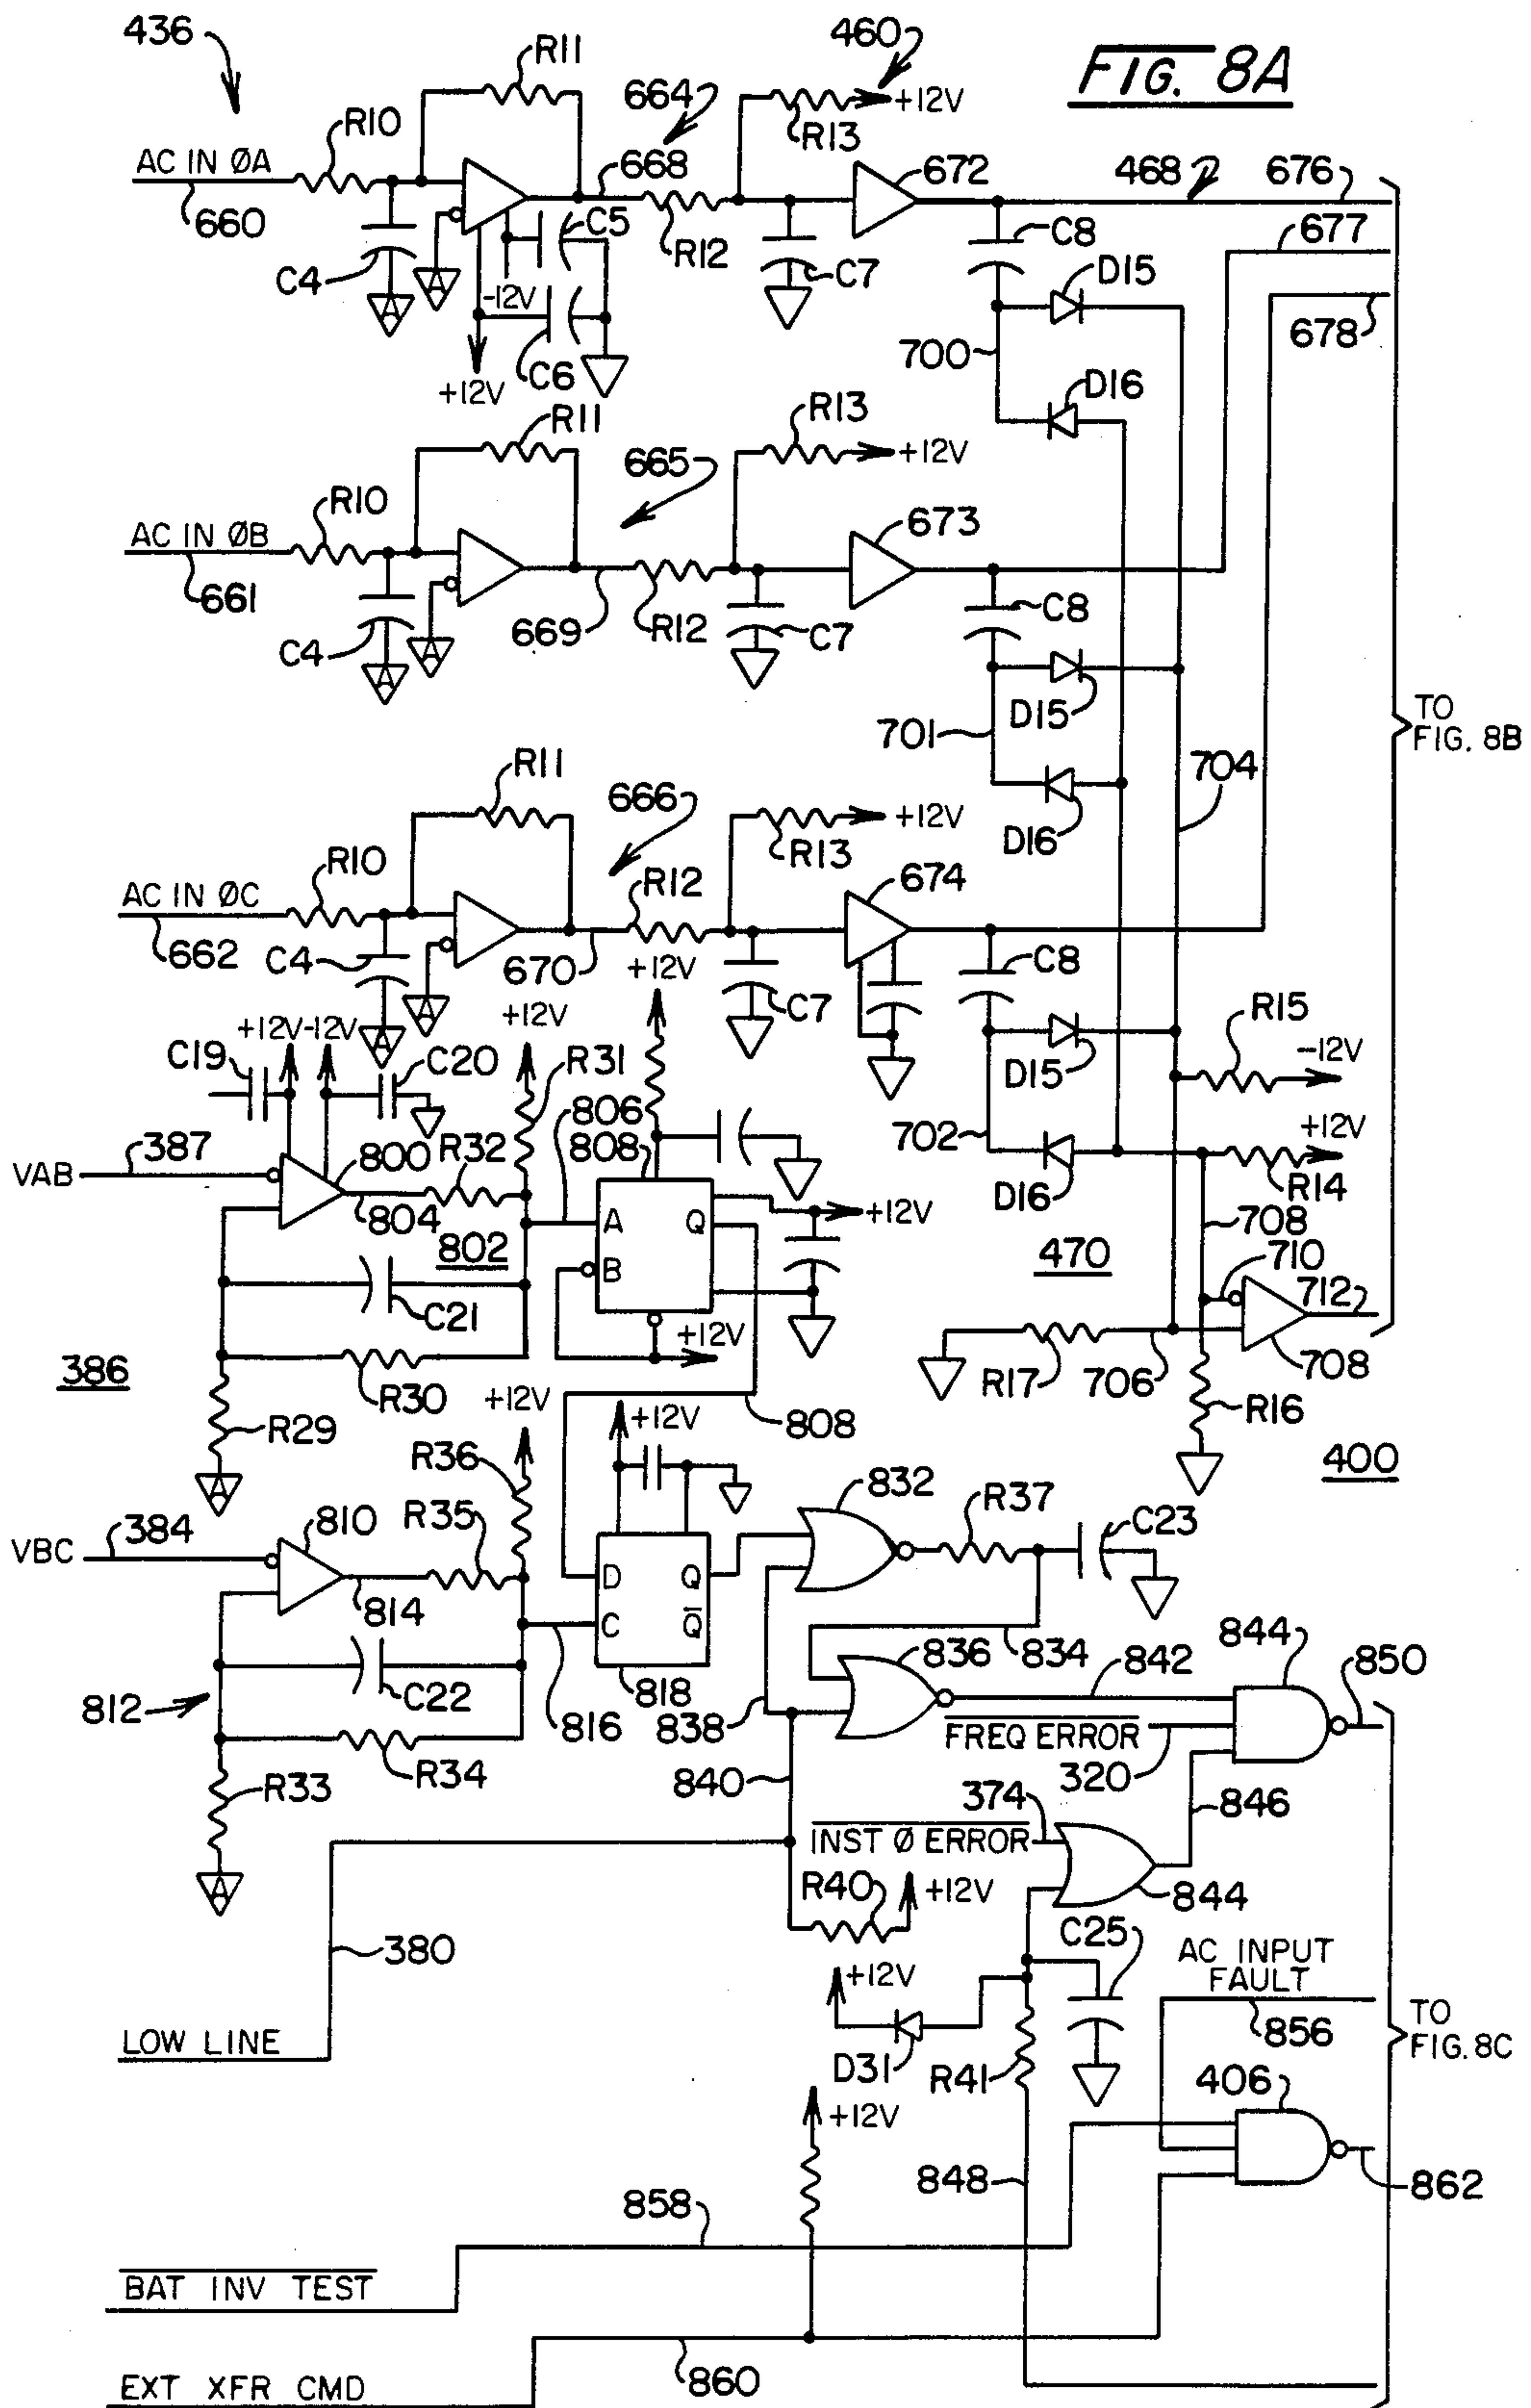 FIG. 8A
436
R11
460
R10
664
+12V
R13
AC IN ØA
668
672
468
676
660
C5
C8
677
C4
A
A
-12V
R12
C7
D15
678
700
+12V
C6
D16
R11
R13
665
+12V
R10
673
AC IN ØB
661
C8
C4
A
A
669
R12
C7
D15
701
TO
FIG. 8B
R11
704
666
+12V
D16
R13
R10
R12
674
AC IN ØC
662
C4
670
+12V
C8
A
A
C7
+12V
-12V
+12V
R15
C19
C20
R31
D15
-12V
806
808
702
+12V
387
800
R32
VAB
D16
R14
804
A
Q
+12V
708
802
B
470
710
712
C21
+12V
386
R30
+12V
R17
706
708
R29
+12V
808
R16
A
R36
400
832
R37
384
810
R35
C23
VBC
D
Q
814
C
Q̅
834
844
836
842
850
C22
818
812
816
838
FREQ ERROR
R34
840
320
R33
374
846
INST Ø ERROR
A
R40
+12V
844
380
C25
AC INPUT
FAULT
+12V
856
TO
FIG. 8C
LOW LINE
D31
R41
406
+12V
848
862
858
BAT INV TEST
860
EXT XFR CMD